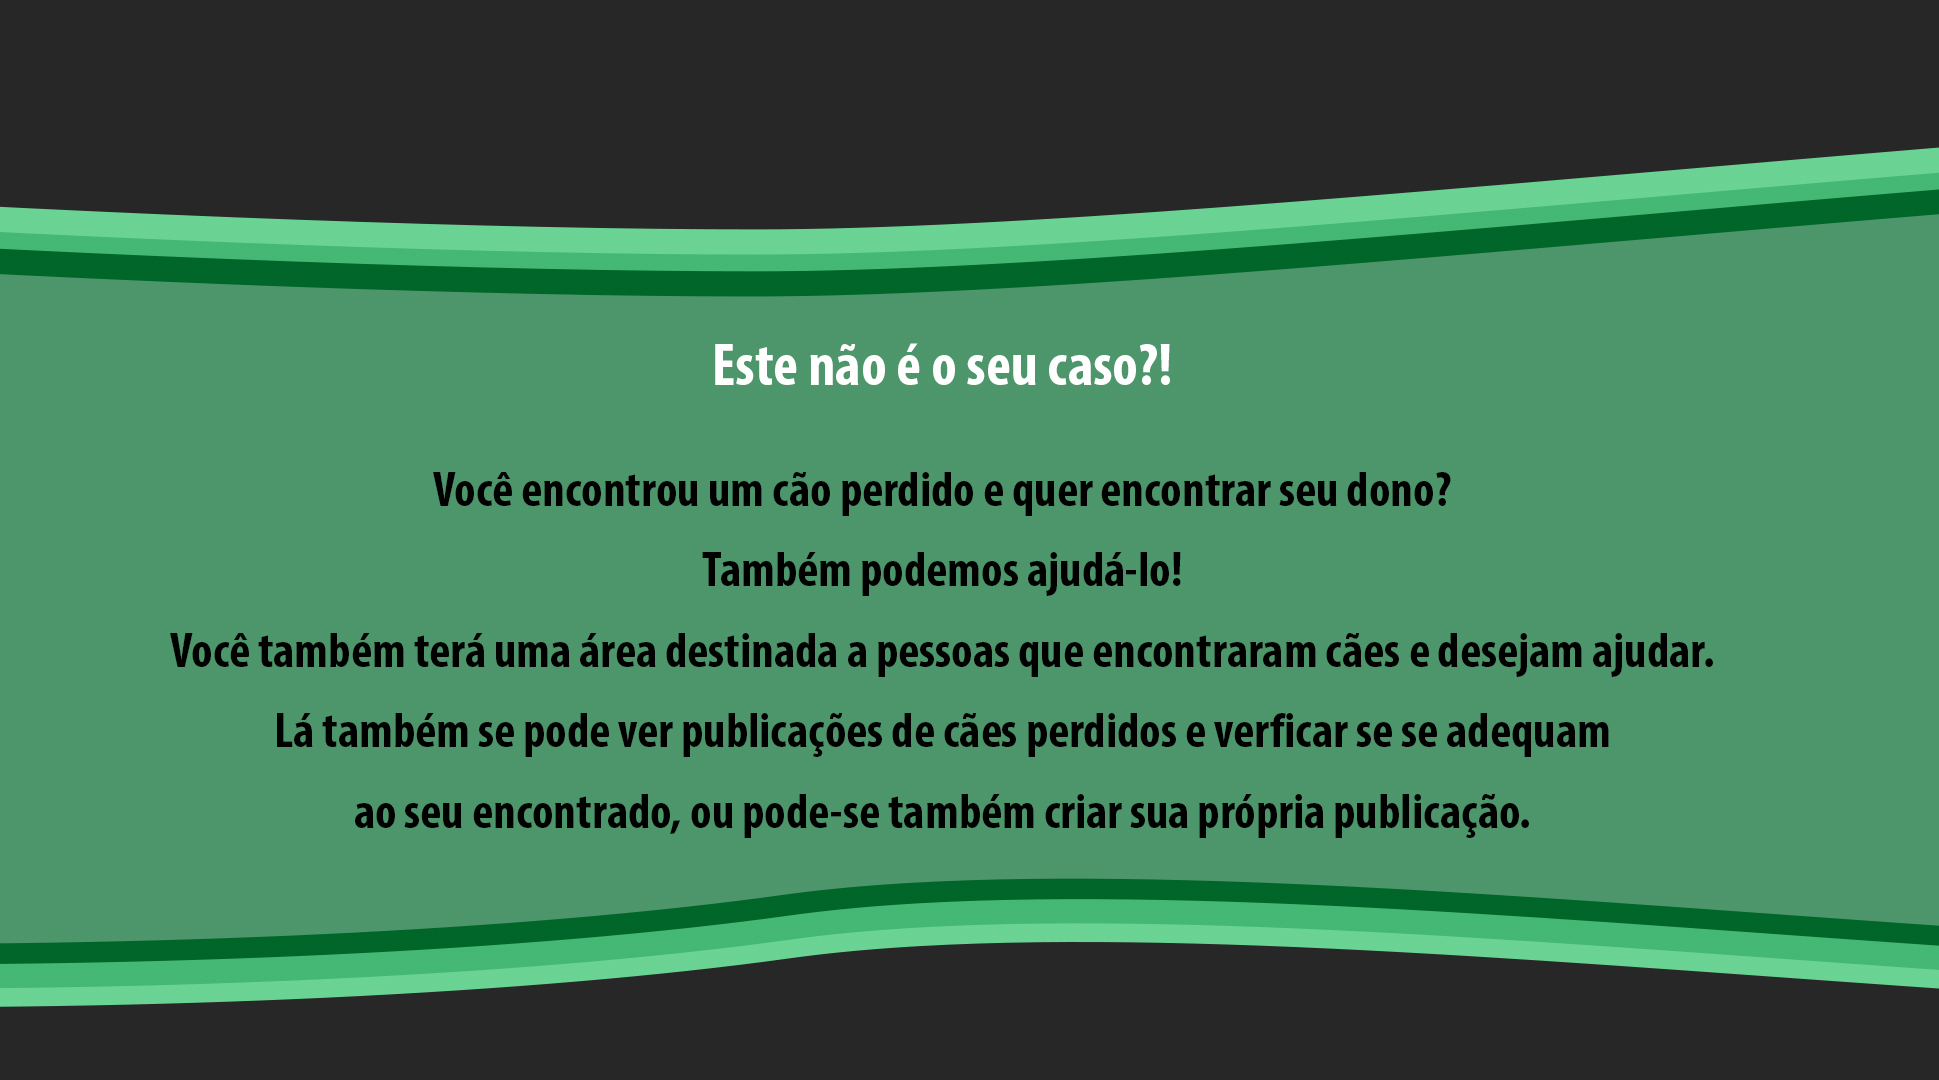 Este não é o seu caso?!
Você encontrou um cão perdido e quer encontrar seu dono?
Também podemos ajudá-lo!
Você também terá uma área destinada a pessoas que encontraram cães e desejam ajudar.
Lá também se pode ver publicações de cães perdidos e verficar se se adequam
ao seu encontrado, ou pode-se também criar sua própria publicação.